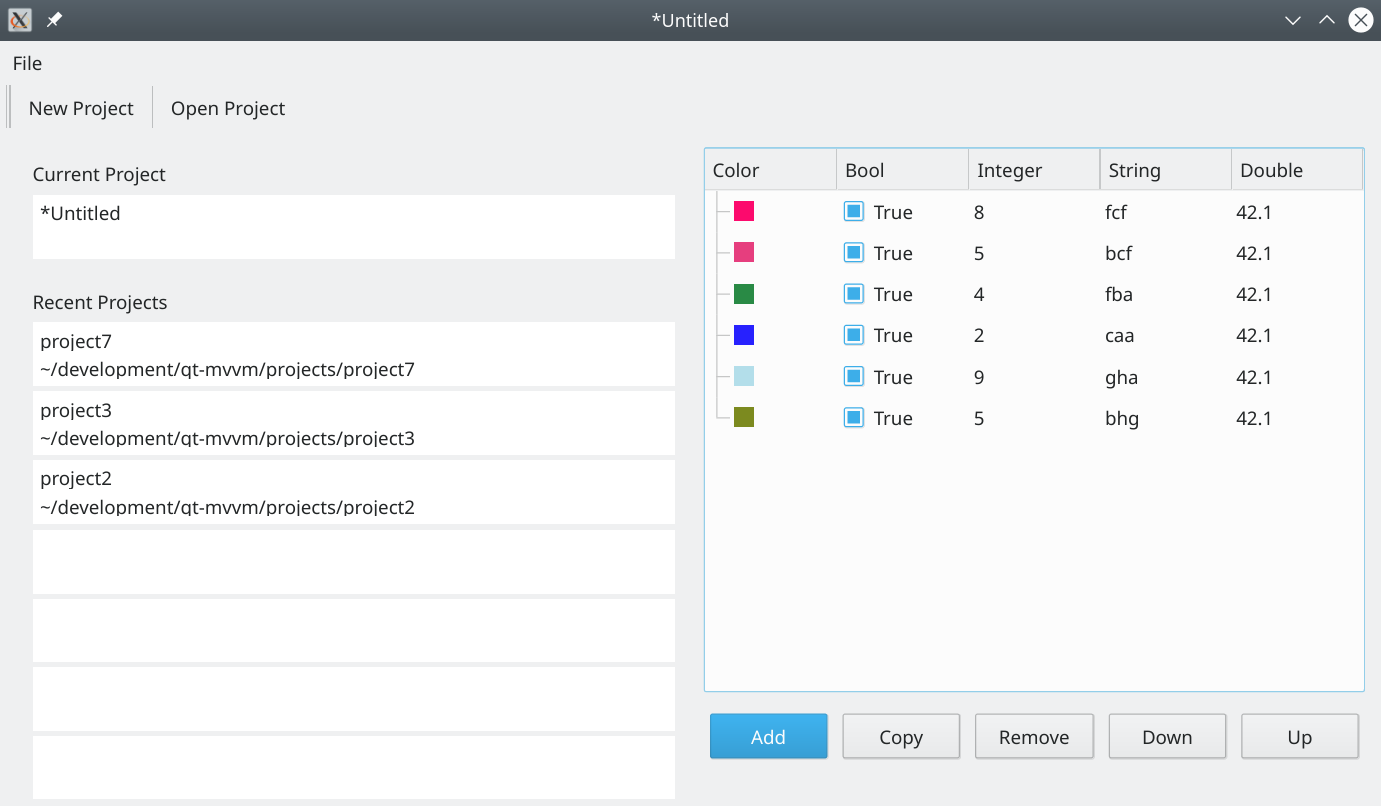 *Untitled
File
New Project Open Project
Current Project
*Untitled
Recent Projects
project7
~/development/qt-mvvm/projects/project7
project3
~/development/qt-mvvm/projects/project3
project2
~/development/qt-mvvm/projects/project2
Color Bool Integer String Double
True 8 fcf 42.1
True 5 bcf 42.1
True 4 fba 42.1
True 2 caa 42.1
True 9 gha 42.1
True 5 bhg 42.1
Add Copy Remove Down Up